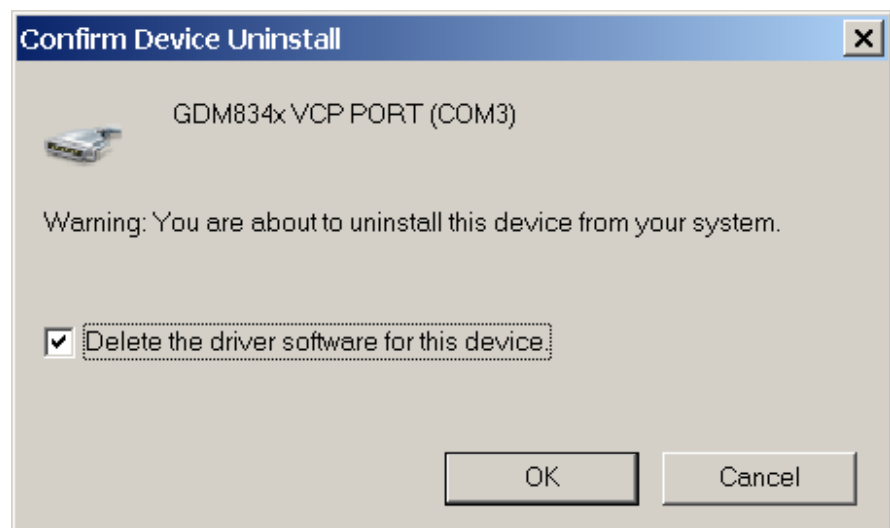 Confirm Device Uninstall
GDM834x VCP PORT (COM3)
Warning: You are about to uninstall this device from your system.
Delete the driver software for this device.
OK
Cancel